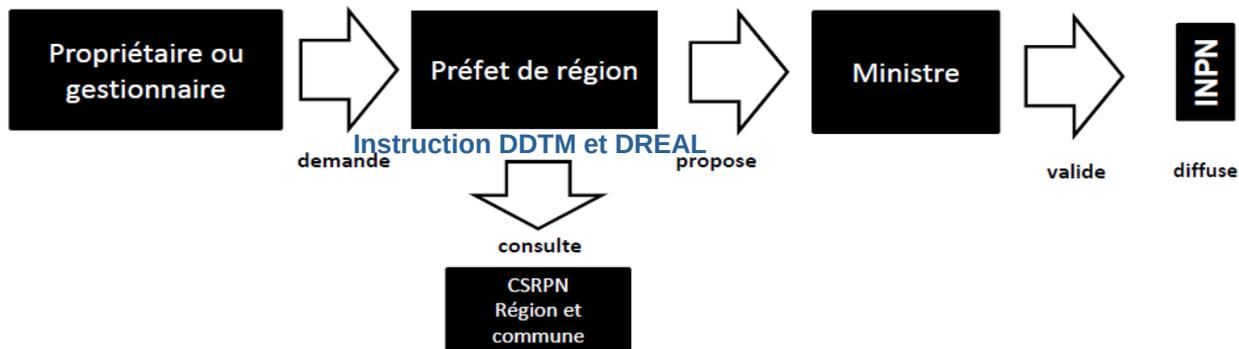 Propriétaire ou
gestionnaire
demande
Préfet de région
Instruction DDTM et DREAL
propose
Ministre
valide
INPN
diffuse
consulte
CSRPN
Région et
commune